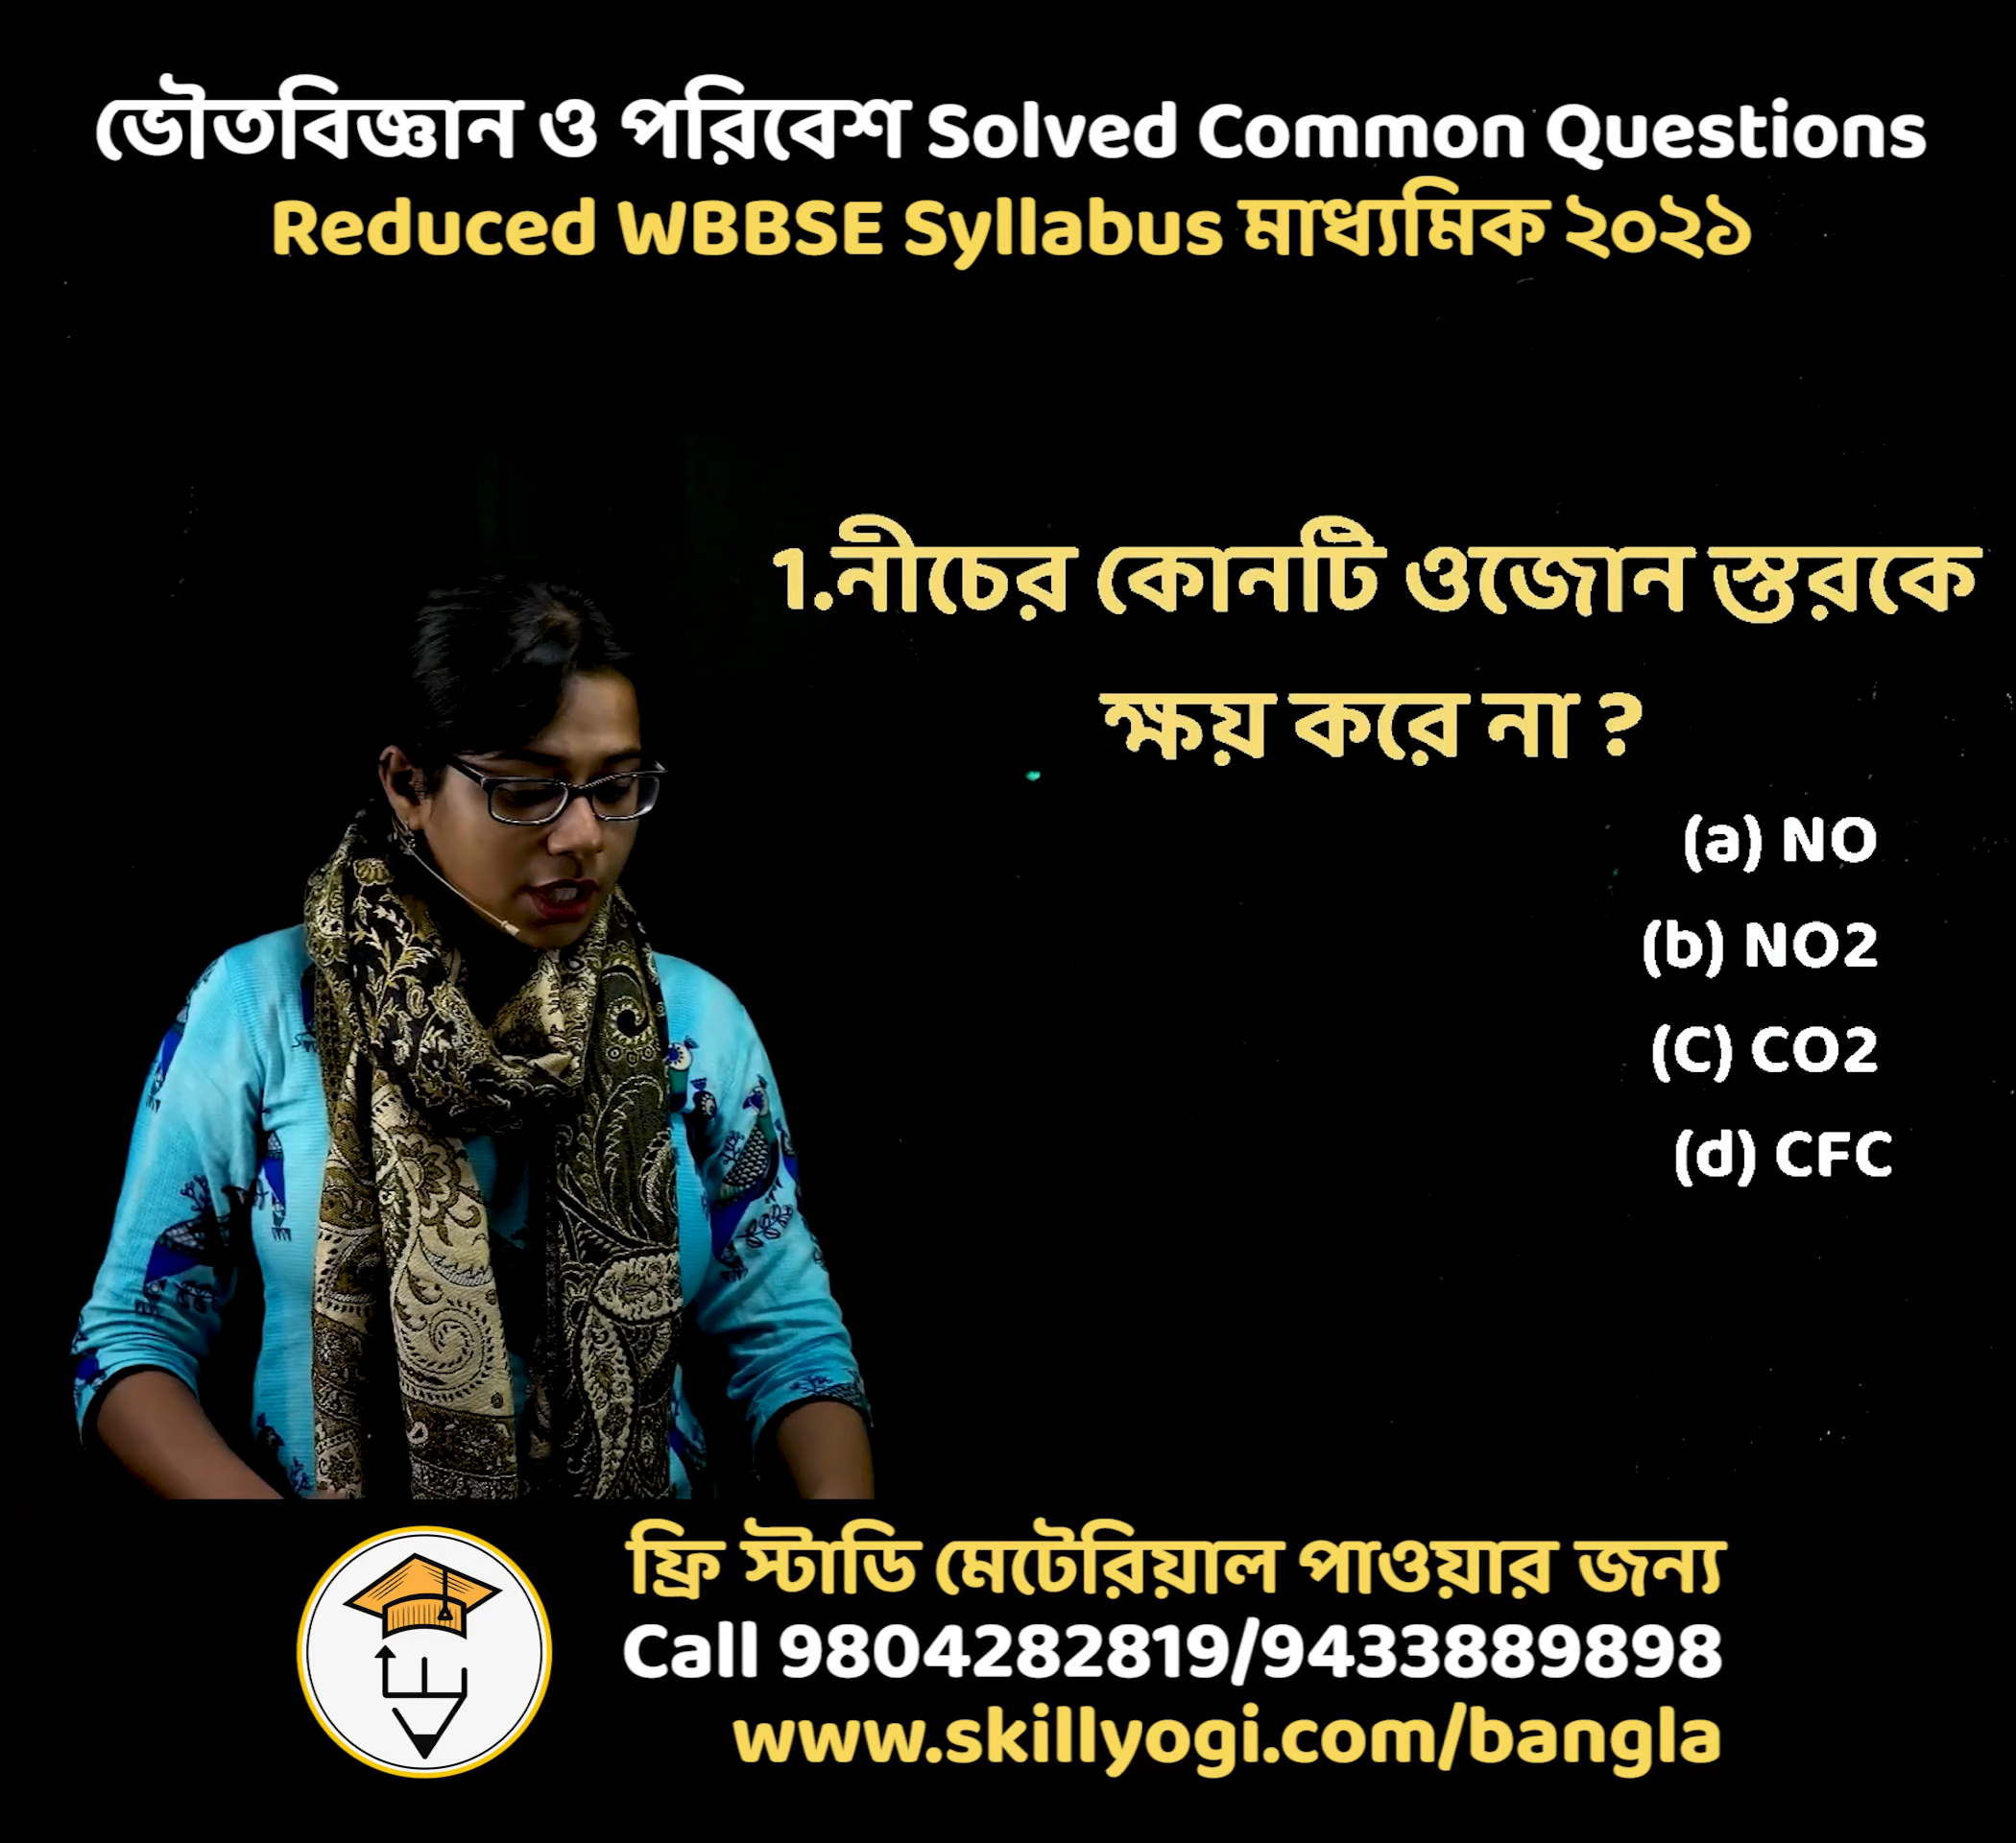 ভৌতবিজ্ঞান ও পরিবেশ Solved Common Questions
Reduced WBBSE Syllabus মাধ্যমিক ২০২১
1.নীচের কোনটি ওজোন স্তরকে
ক্ষয় করে না ?
(a) NO
(b) NO2
(C) CO2
(d) CFC
ফ্রি স্টাডি মেটেরিয়াল পাওয়ার জন্য
Call 9804282819/9433889898
www.skillyogi.com/bangla